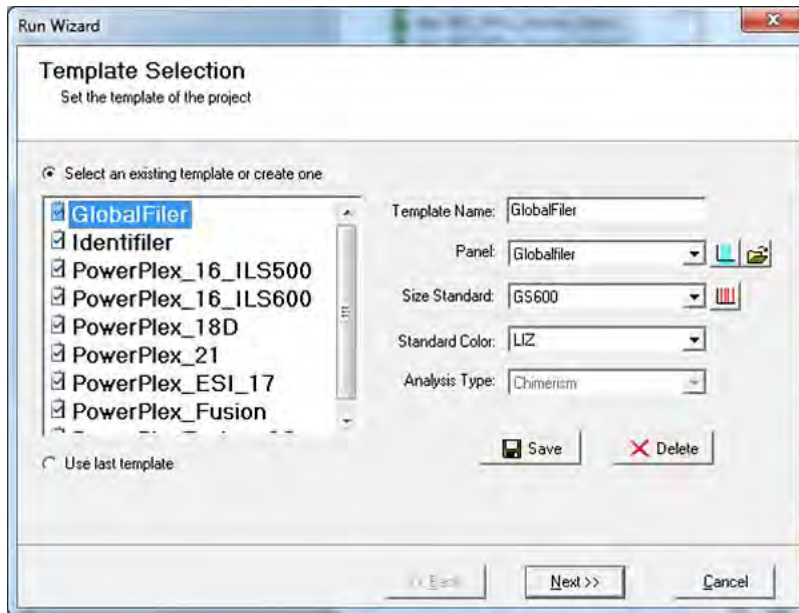 Run Wizard
Template Selection
Set the template of the project
Select an existing template or create one
GlobalFiler
Identifiler
PowerPlex_16_ILS500
PowerPlex_16_ILS600
PowerPlex_18D
PowerPlex_21
PowerPlex_ESI_17
PowerPlex_Fusion
Template Name: GlobalFiler
Panel: Globalfiler
Size Standard: GS600
Standard Color: LIZ
Analysis Type: Chimerism
Save
Delete
Use last template
<< Back
Next >>
Cancel